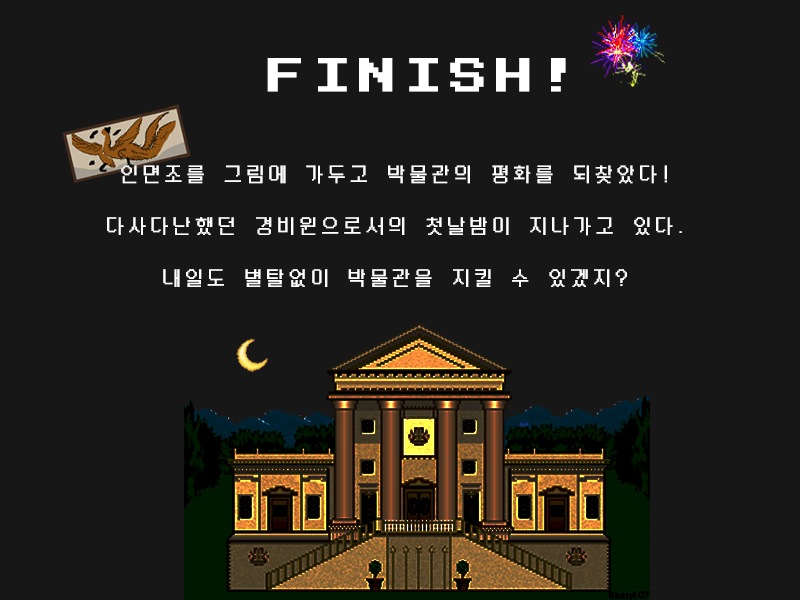 FINISH!
인면조를 그림에 가두고 박물관의 평화를 되찾았다!
다사다난했던 경비원으로서의 첫날밤이 지나가고 있다.
내일도 별탈없이 박물관을 지킬 수 있겠지?